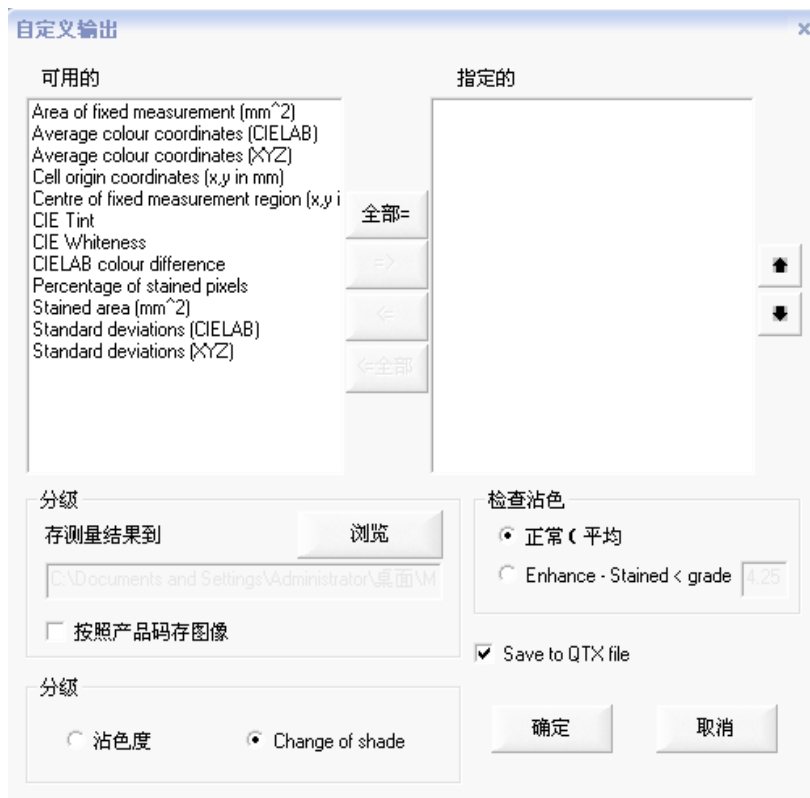 自定义输出
可用的
指定的
Area of fixed measurement (mm^2)
Average colour coordinates (CIELAB)
Average colour coordinates (XYZ)
Cell origin coordinates (x,y in mm)
Centre of fixed measurement region (x,y i
CIE Tint
CIE Whiteness
CIELAB colour difference
Percentage of stained pixels
Stained area (mm^2)
Standard deviations (CIELAB)
Standard deviations (XYZ)
全部=
=>
<=
<=全部
分级
存测量结果到
浏览
C:\Documents and Settings\Administrator\桌面\M
按照产品码存图像
检查沾色
正常 ( 平均
Enhance - Stained < grade
4.25
Save to QTX file
分级
沾色度
Change of shade
确定
取消